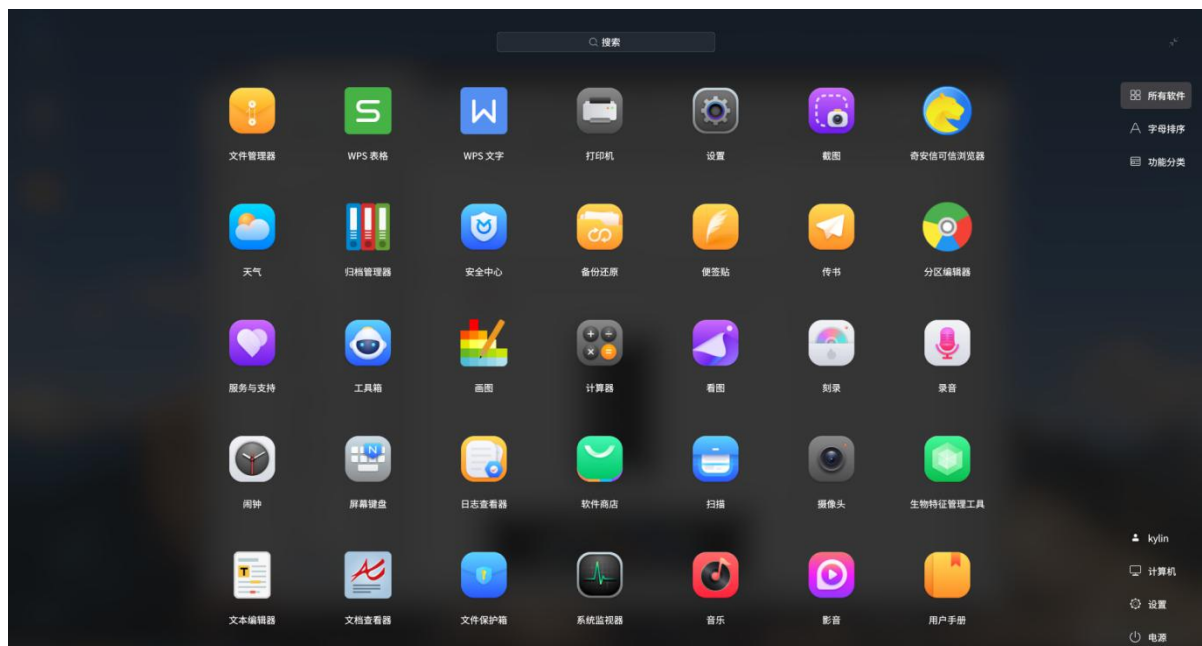 搜索
文件管理器
WPS 表格
WPS 文字
打印机
设置
截图
奇安信可信浏览器
天气
归档管理器
安全中心
备份还原
便签贴
传书
分区编辑器
服务与支持
工具箱
画图
计算器
看图
刻录
录音
闹钟
屏幕键盘
日志查看器
软件商店
扫描
摄像头
生物特征管理工具
文本编辑器
文档查看器
文件保护箱
系统监视器
音乐
影音
用户手册
所有软件
字母排序
功能分类
kylin
计算机
设置
电源